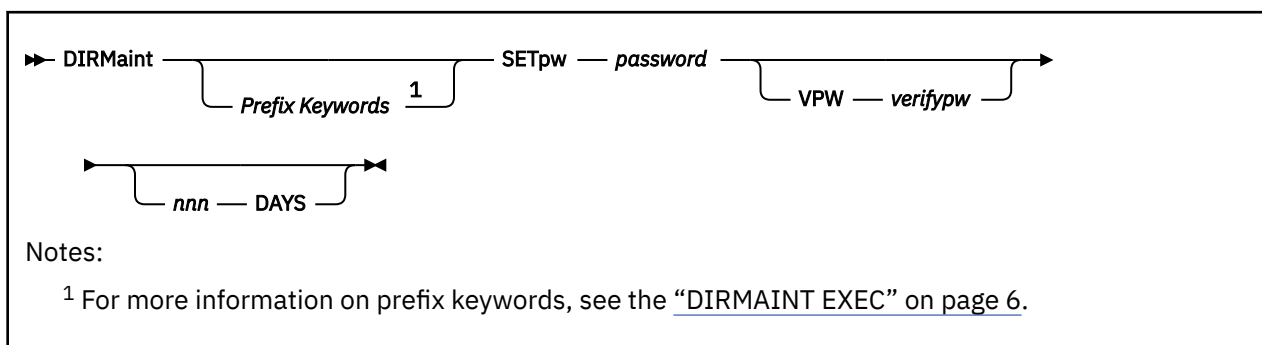 DIRMaint SETpw password
Prefix Keywords 1 VPW verifypw
nnn DAYS
Notes:
1 For more information on prefix keywords, see the “DIRMAINT EXEC” on page 6.